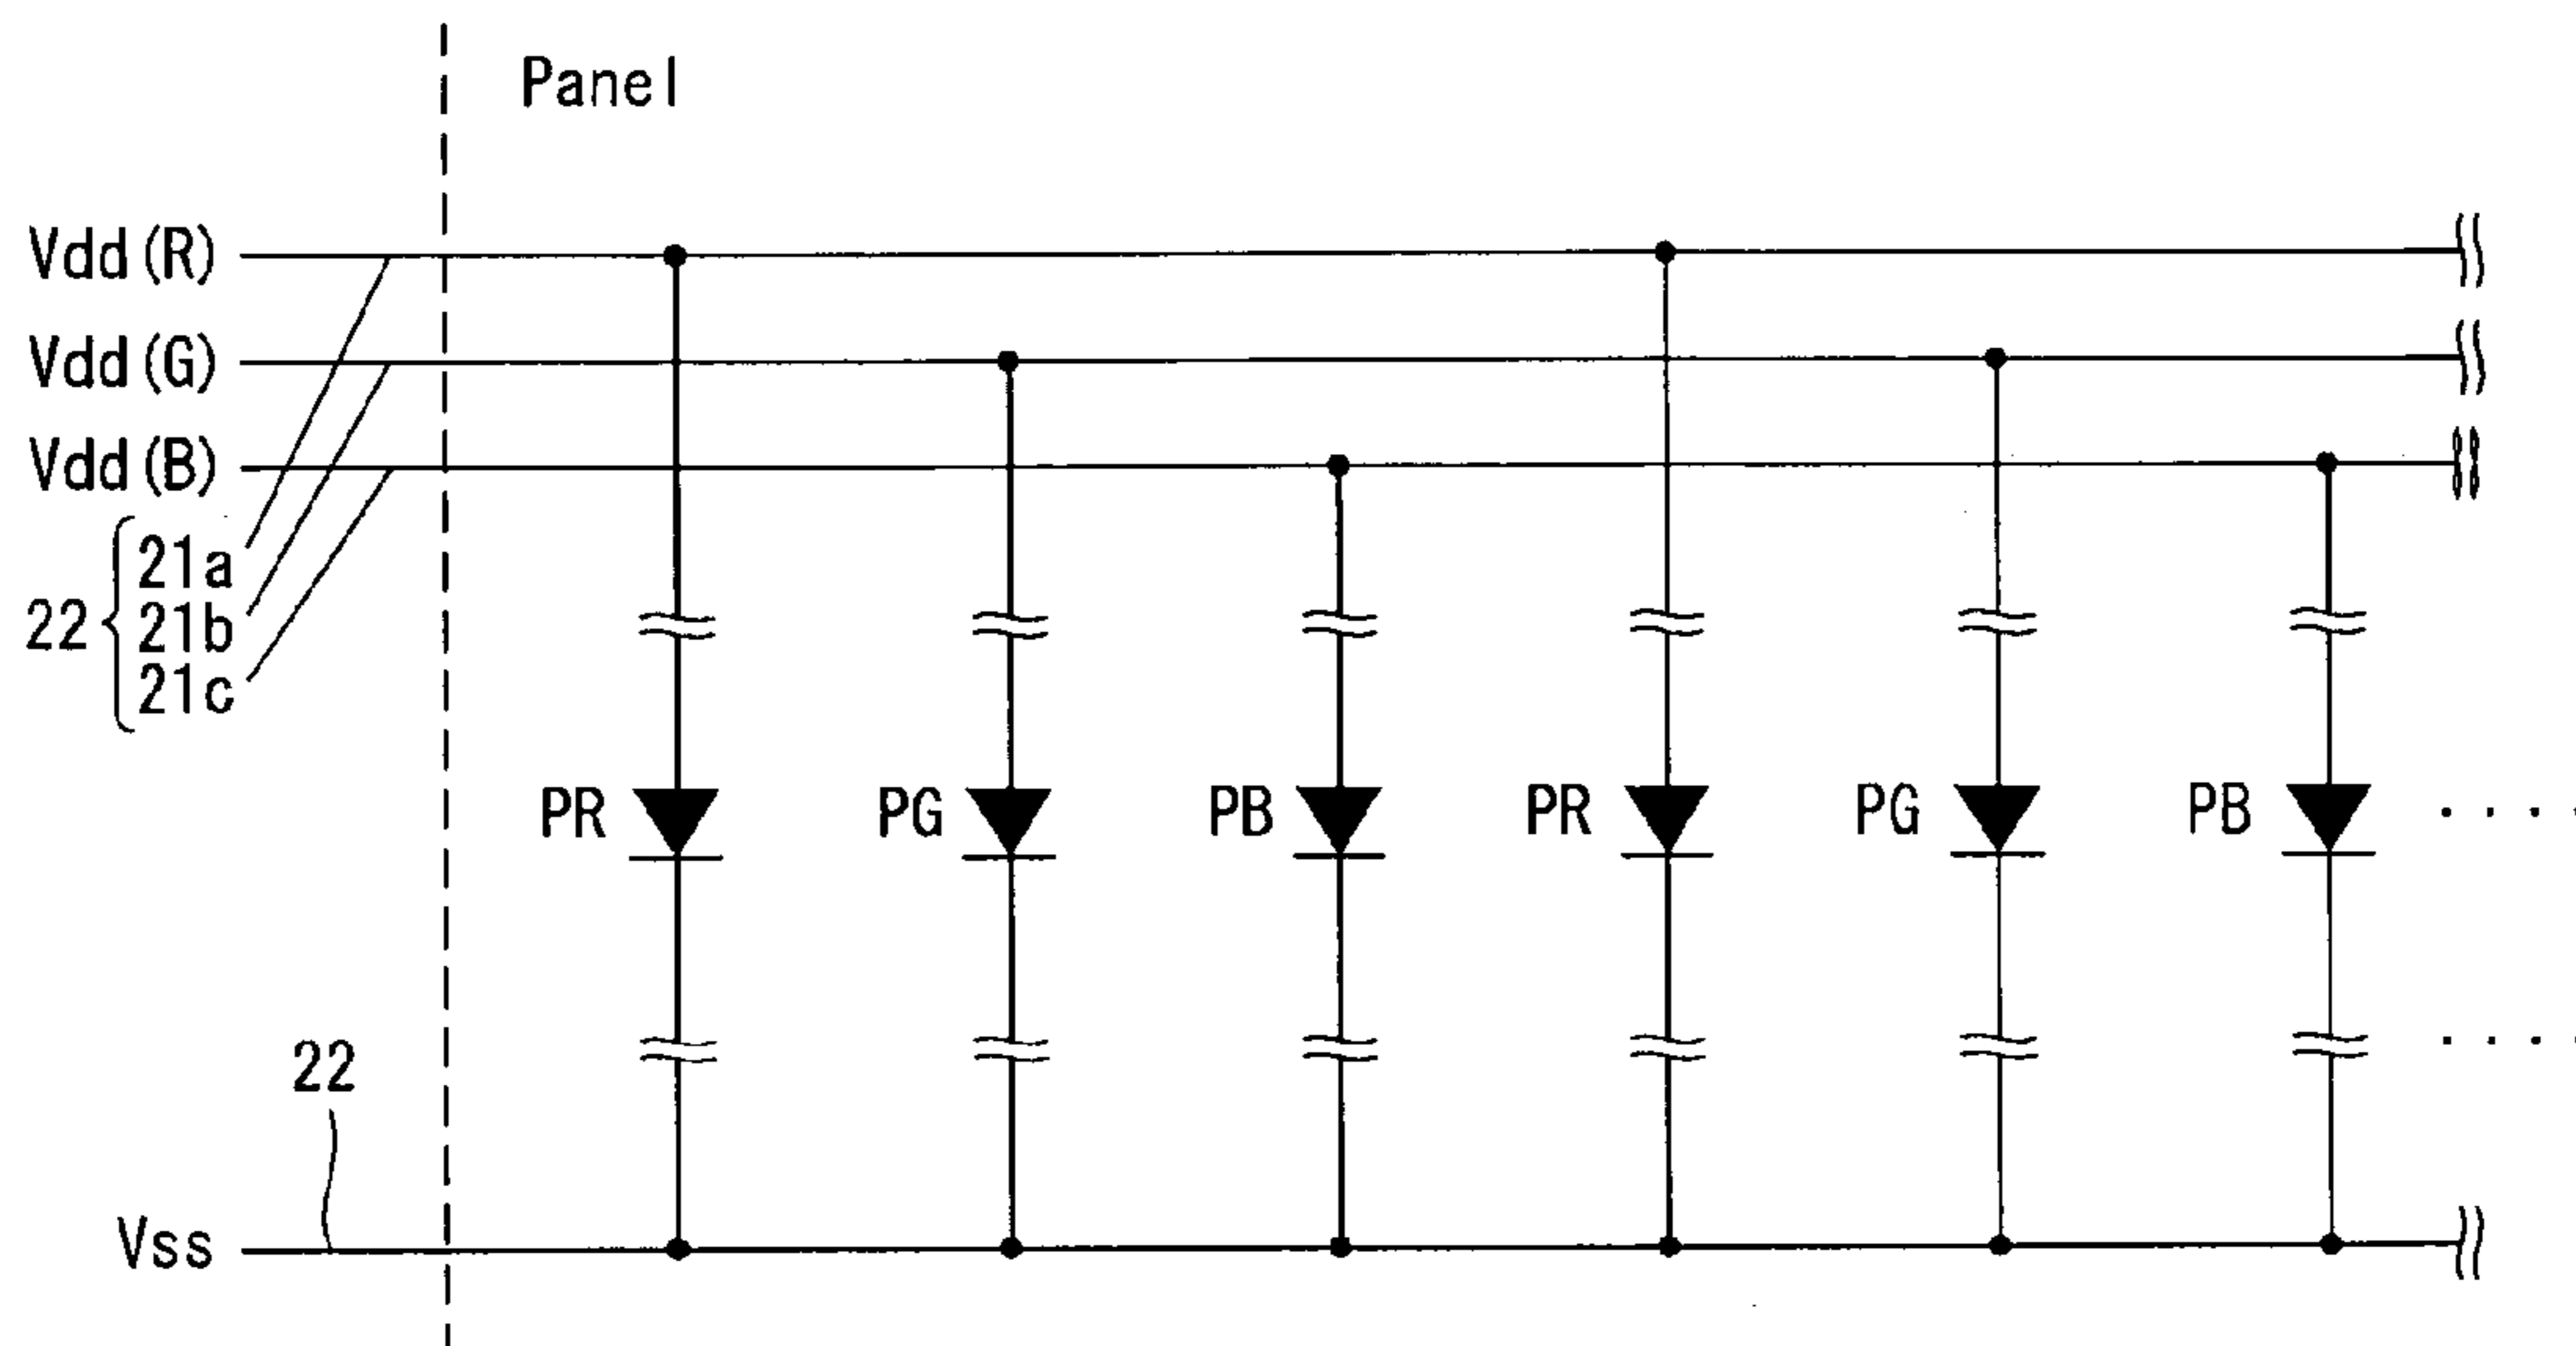 Panel
Vdd(R)
Vdd(G)
Vdd(B)
22
21a
21b
21c
PR PG PB PR PG PB ....
....
22
Vss